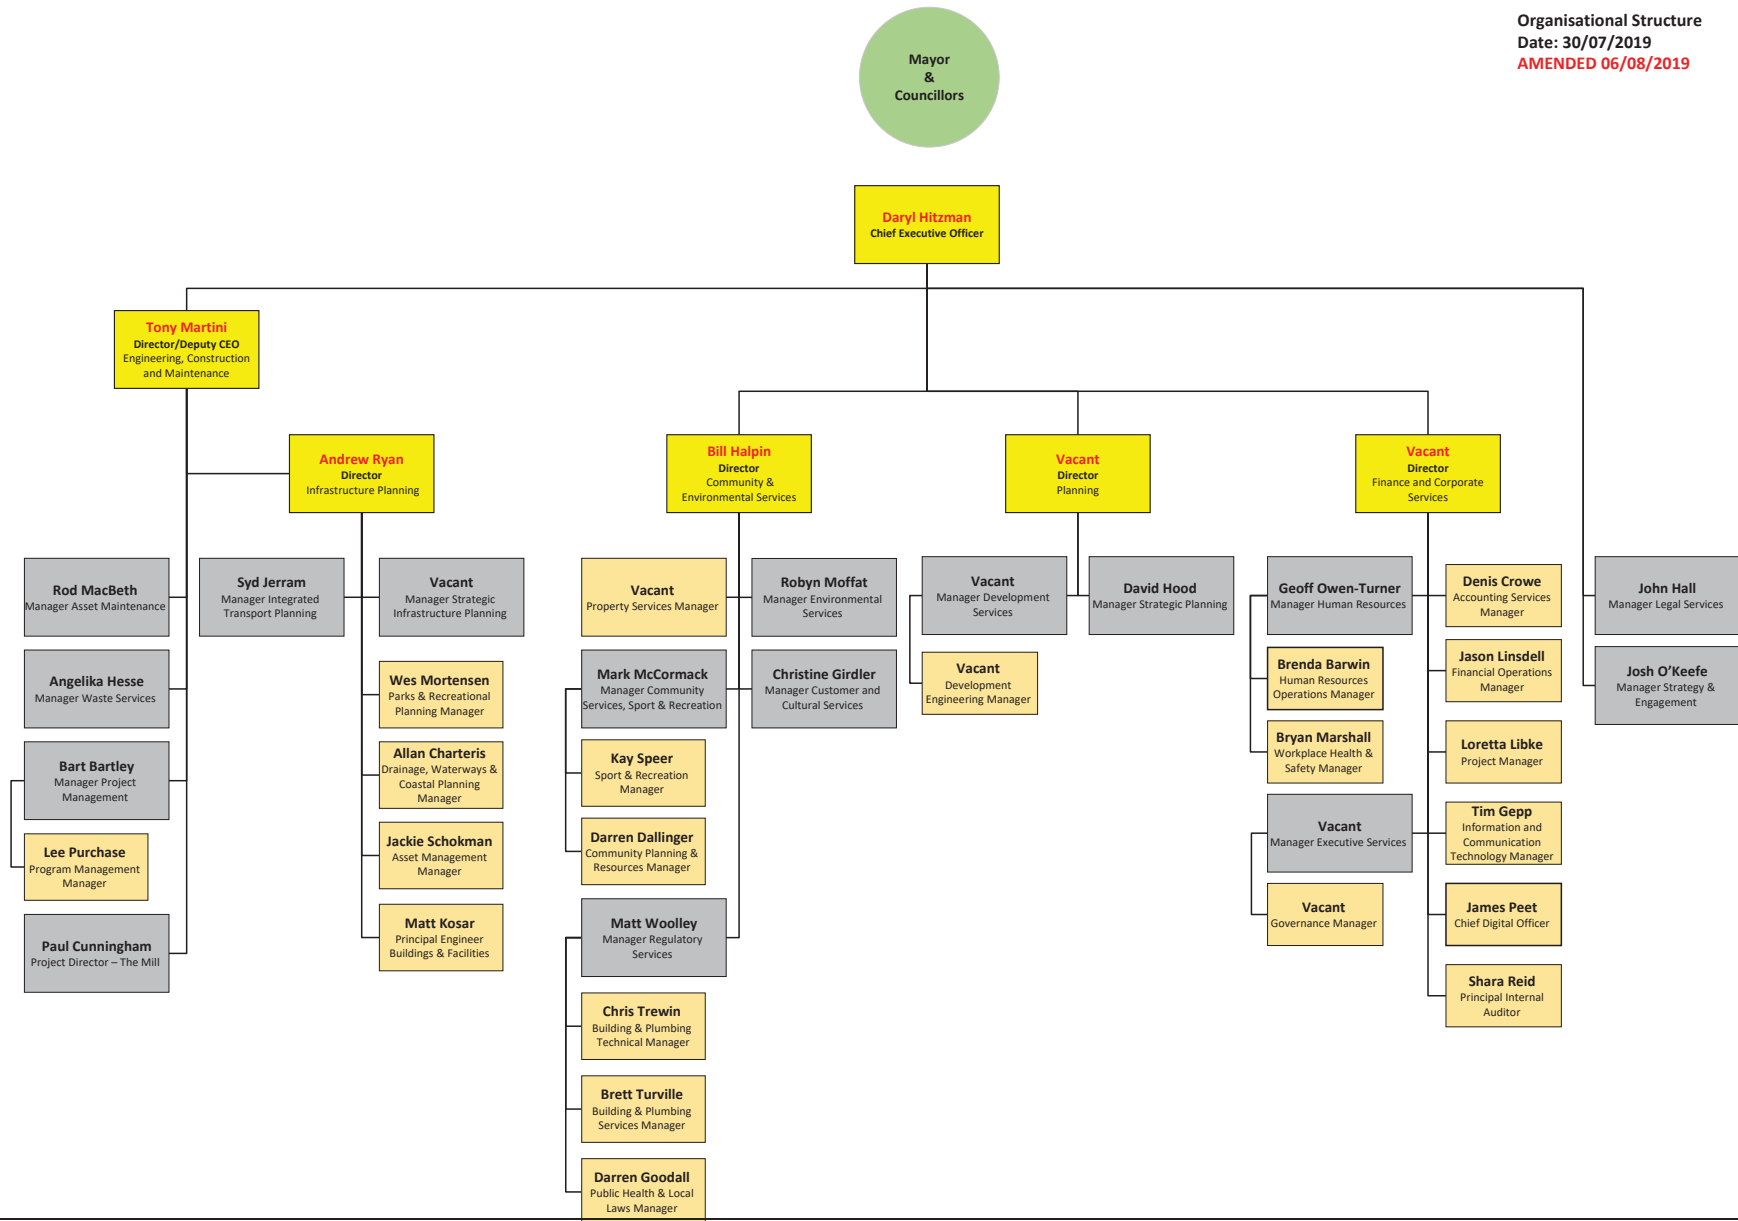 Organisational Structure
Date: 30/07/2019
AMENDED 06/08/2019
Mayor
&
Councillors
Daryl Hitzman
Chief Executive Officer
Tony Martini
Director/Deputy CEO
Engineering, Construction
and Maintenance
Andrew Ryan
Director
Infrastructure Planning
Bill Halpin
Director
Community &
Environmental Services
Vacant
Director
Planning
Vacant
Director
Finance and Corporate
Services
Rod MacBeth
Manager Asset Maintenance
Angelika Hesse
Manager Waste Services
Bart Bartley
Manager Project
Management
Lee Purchase
Program Management
Manager
Paul Cunningham
Project Director – The Mill
Syd Jerram
Manager Integrated
Transport Planning
Vacant
Manager Strategic
Infrastructure Planning
Wes Mortensen
Parks & Recreational
Planning Manager
Allan Charteris
Drainage, Waterways &
Coastal Planning
Manager
Jackie Schokman
Asset Management
Manager
Matt Kosar
Principal Engineer
Buildings & Facilities
Vacant
Property Services Manager
Robyn Moffat
Manager Environmental
Services
Mark McCormack
Manager Community
Services, Sport & Recreation
Christine Girdler
Manager Customer and
Cultural Services
Kay Speer
Sport & Recreation
Manager
Darren Dallinger
Community Planning &
Resources Manager
Matt Woolley
Manager Regulatory
Services
Chris Trewin
Building & Plumbing
Technical Manager
Brett Turville
Building & Plumbing
Services Manager
Darren Goodall
Public Health & Local
Laws Manager
Vacant
Manager Development
Services
David Hood
Manager Strategic Planning
Vacant
Development
Engineering Manager
Geoff Owen-Turner
Manager Human Resources
Brenda Barwin
Human Resources
Operations Manager
Bryan Marshall
Workplace Health &
Safety Manager
Vacant
Manager Executive Services
Vacant
Governance Manager
Denis Crowe
Accounting Services
Manager
Jason Linsdell
Financial Operations
Manager
Loretta Libke
Project Manager
Tim Gepp
Information and
Communication
Technology Manager
James Peet
Chief Digital Officer
Shara Reid
Principal Internal
Auditor
John Hall
Manager Legal Services
Josh O’Keefe
Manager Strategy &
Engagement